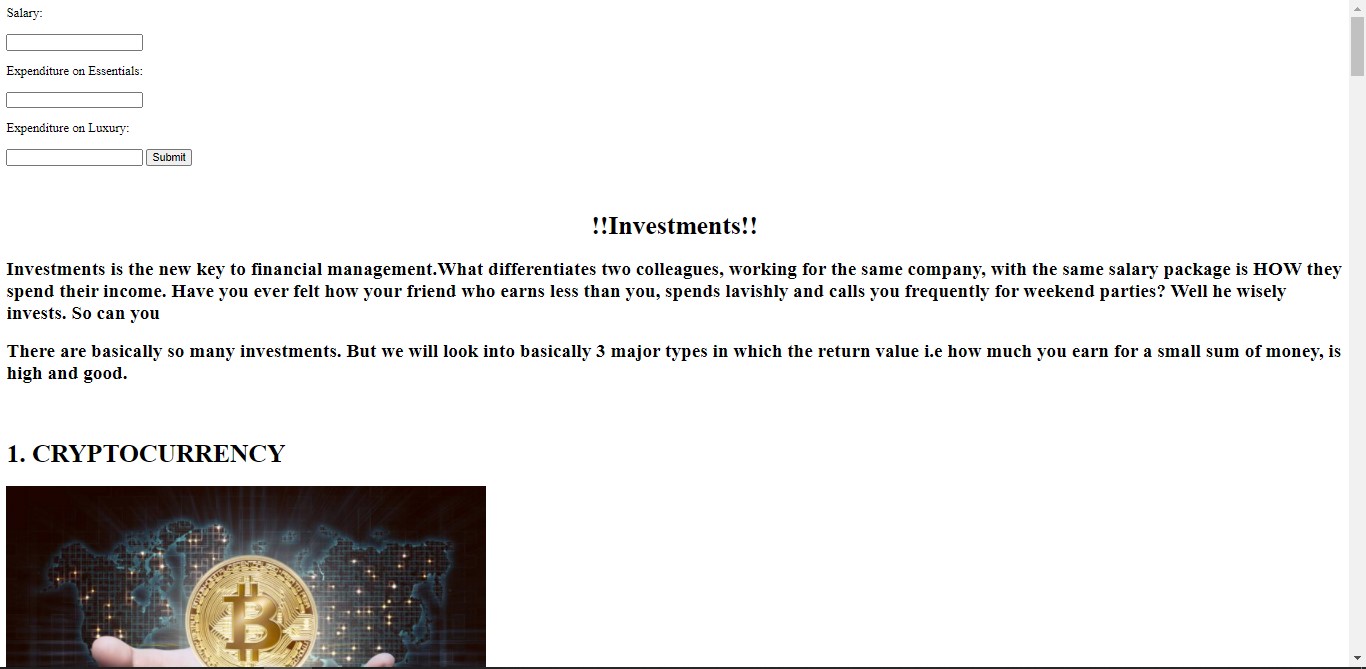 Salary:
Expenditure on Essentials:
Expenditure on Luxury:
Submit
!!Investments!!
Investments is the new key to financial management.What differentiates two colleagues, working for the same company, with the same salary package is HOW they
spend their income. Have you ever felt how your friend who earns less than you, spends lavishly and calls you frequently for weekend parties? Well he wisely
invests. So can you
There are basically so many investments. But we will look into basically 3 major types in which the return value i.e how much you earn for a small sum of money, is
high and good.
1. CRYPTOCURRENCY